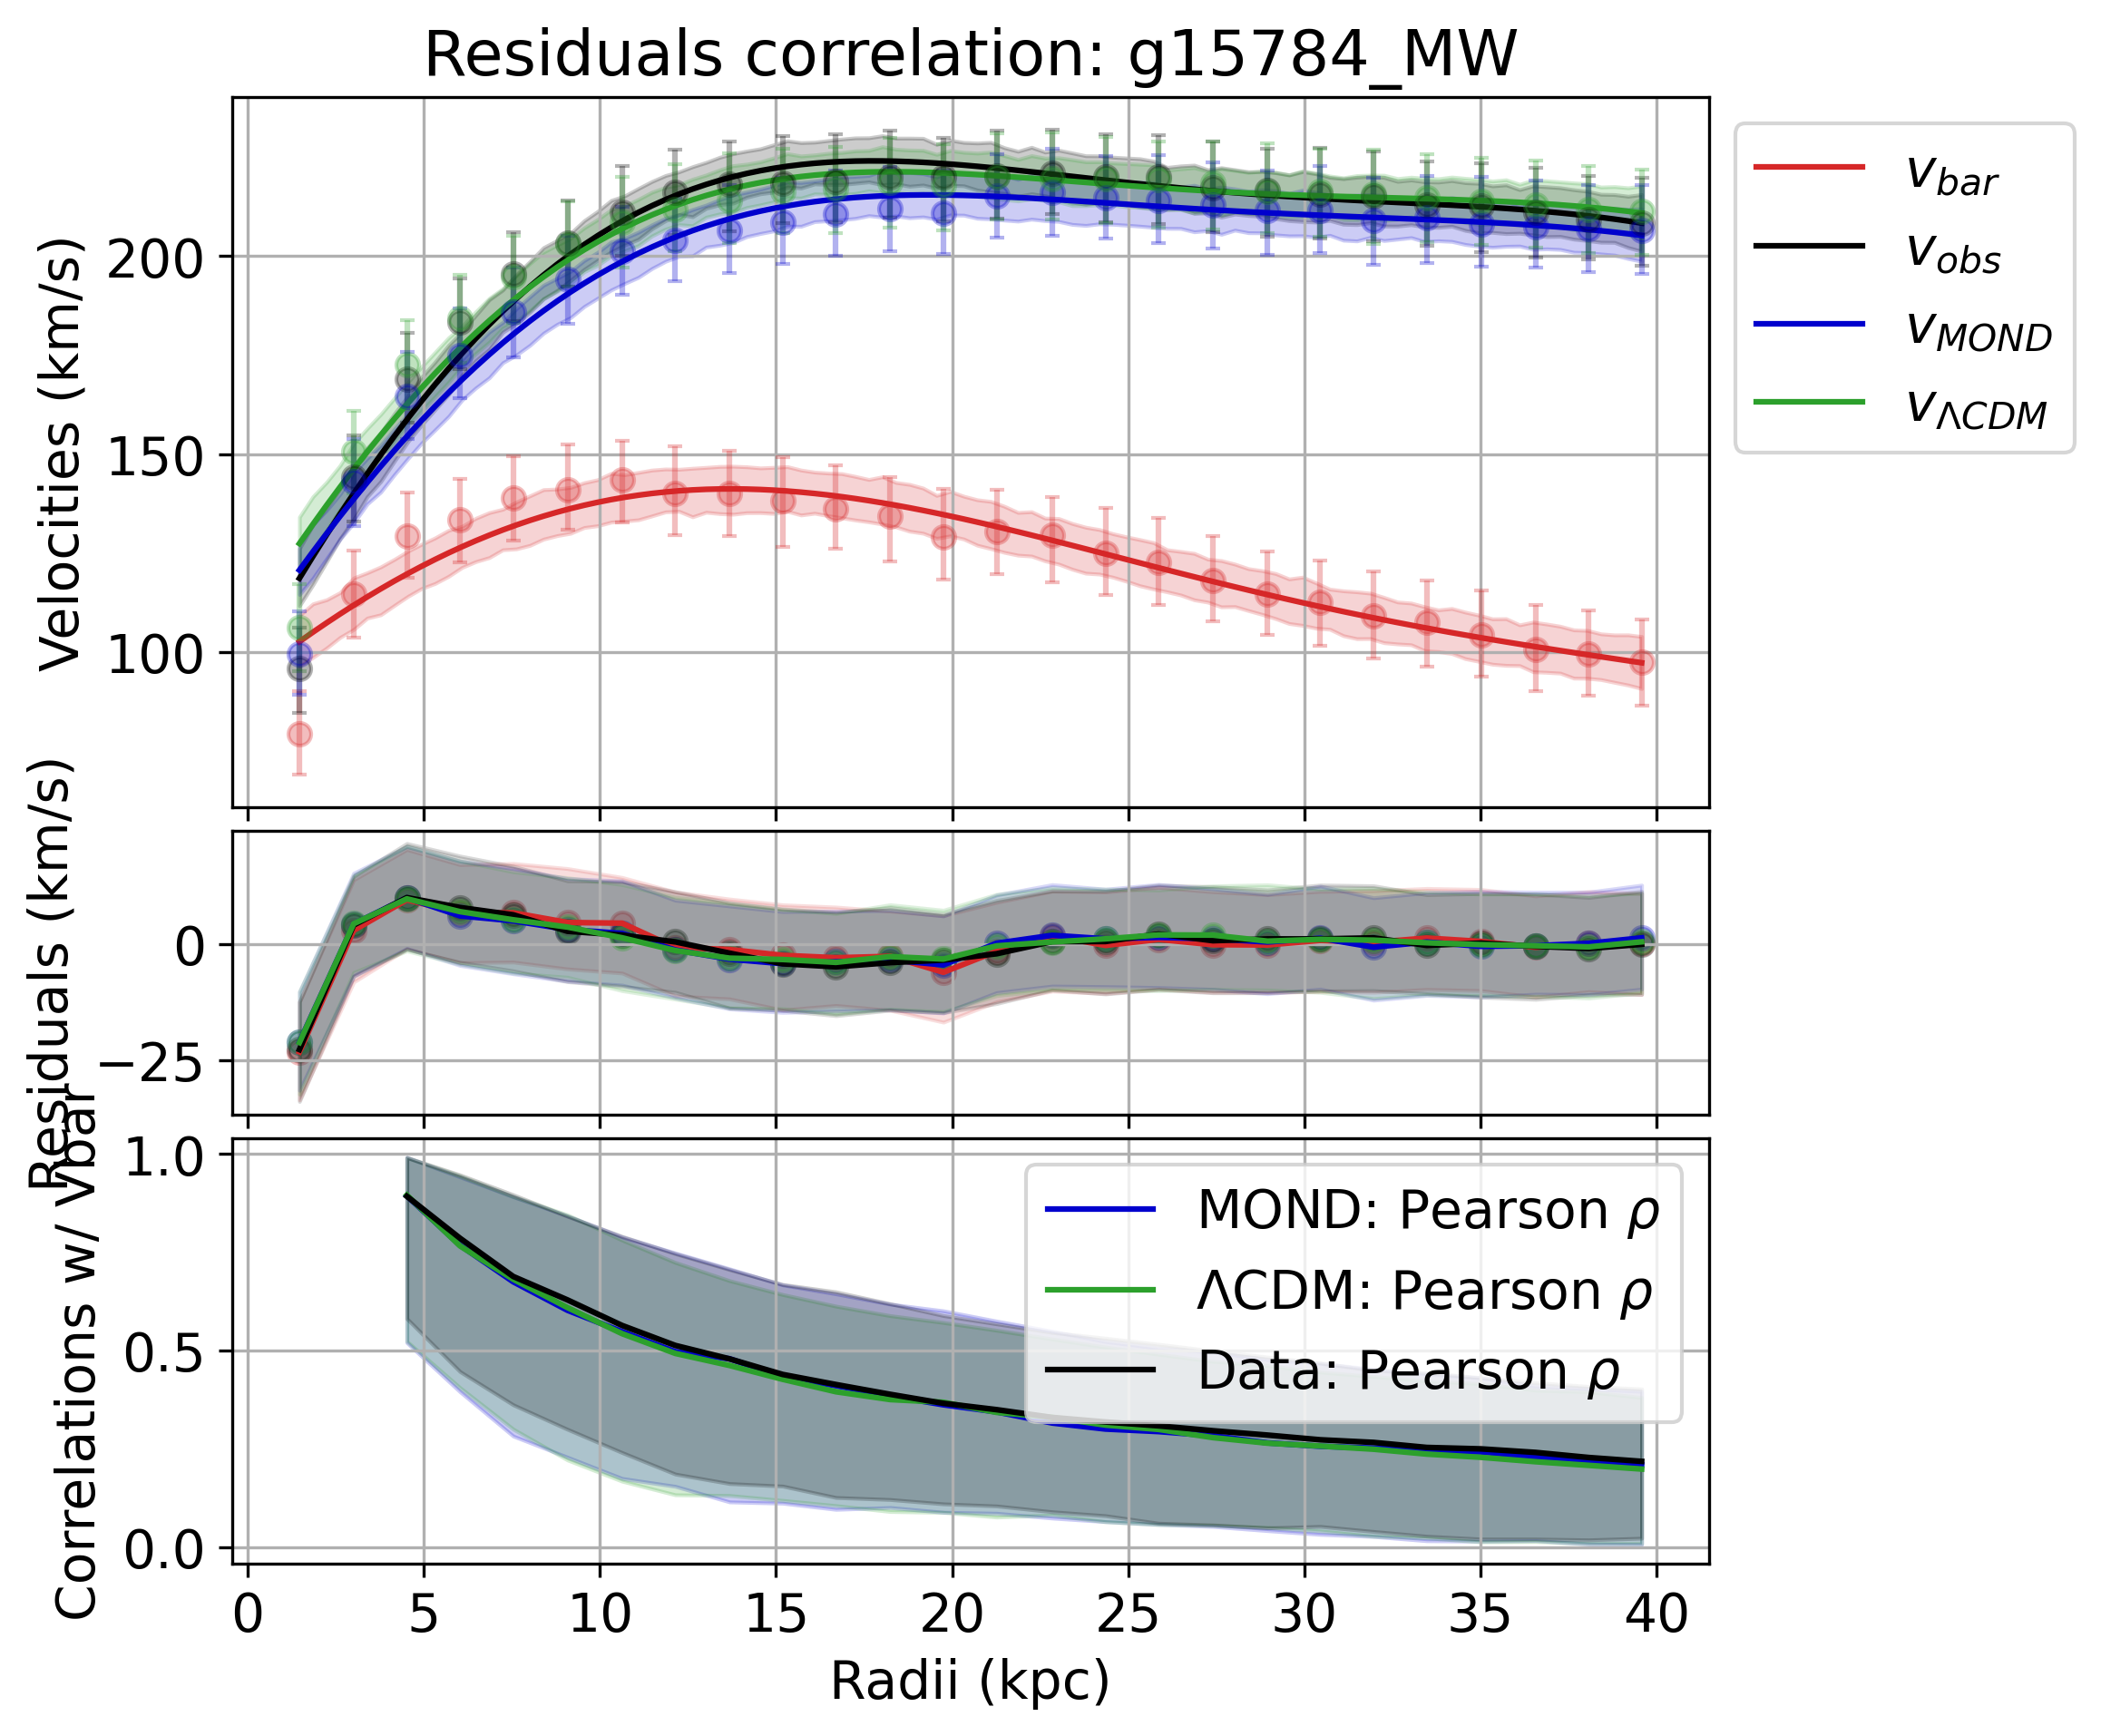 Residuals correlation: g15784_MW
Velocities (km/s)
200
150
100
v_bar
v_obs
v_MOND
v_ΛCDM
Residuals (km/s)
0
−25
Correlations w/ Vbar
1.0
0.5
0.0
MOND: Pearson ρ
ΛCDM: Pearson ρ
Data: Pearson ρ
0 5 10 15 20 25 30 35 40
Radii (kpc)